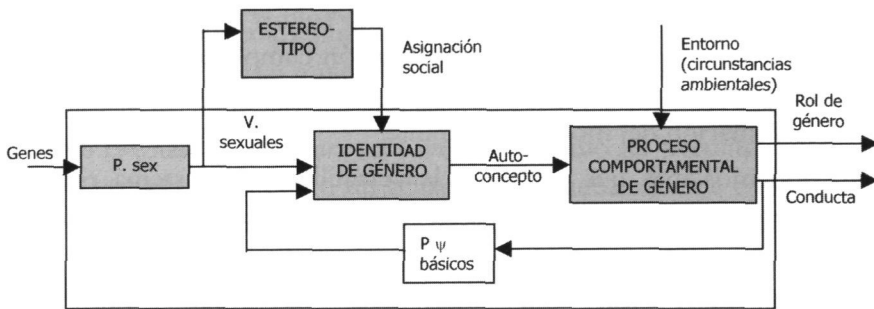 ESTEREO-
TIPO
Asignación
social
Entorno
(circunstancias
ambientales)
Rol de
género
Genes
P. sex
V.
sexuales
IDENTIDAD
DE GÉNERO
Auto-
concepto
PROCESO
COMPORTAMENTAL
DE GÉNERO
Conducta
P ψ
básicos